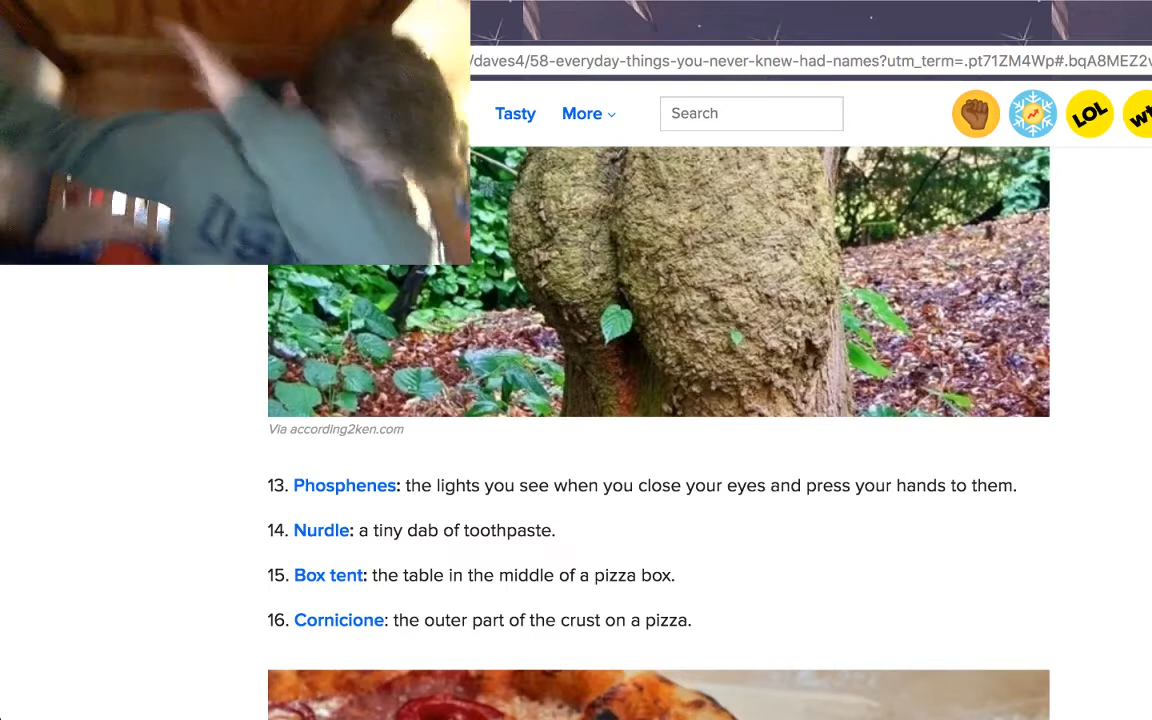 /daves4/58-everyday-things-you-never-knew-had-names?utm_term=.pt71ZM4Wp#.bqA8MEZ2v
Tasty More Search LOL
Via according2ken.com
13. Phosphenes: the lights you see when you close your eyes and press your hands to them.
14. Nurdle: a tiny dab of toothpaste.
15. Box tent: the table in the middle of a pizza box.
16. Cornicione: the outer part of the crust on a pizza.